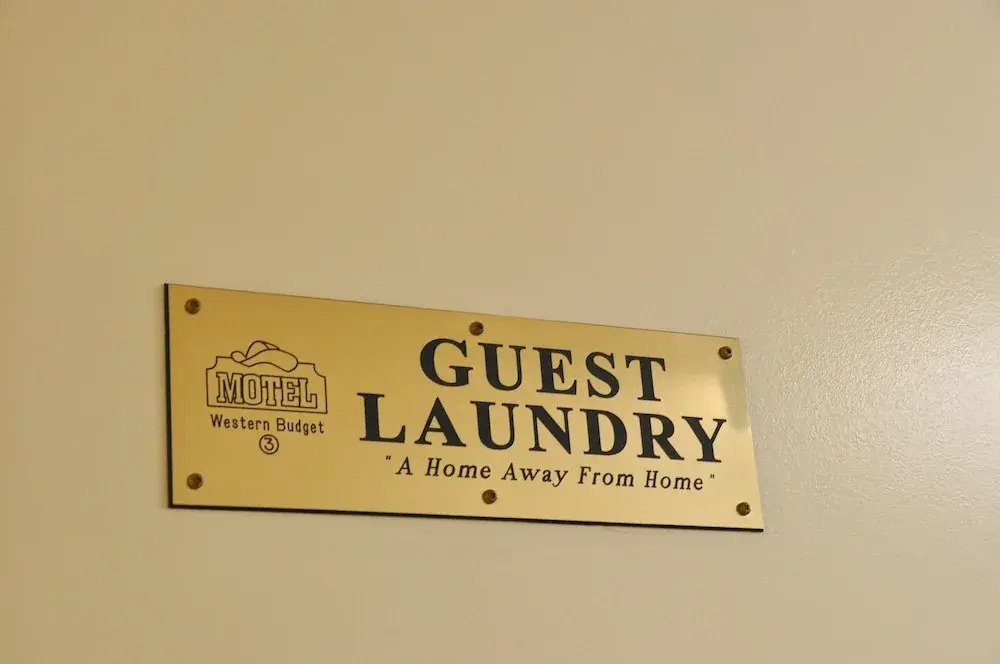 MOTEL
Western Budget
3
GUEST
LAUNDRY
"A Home Away From Home"